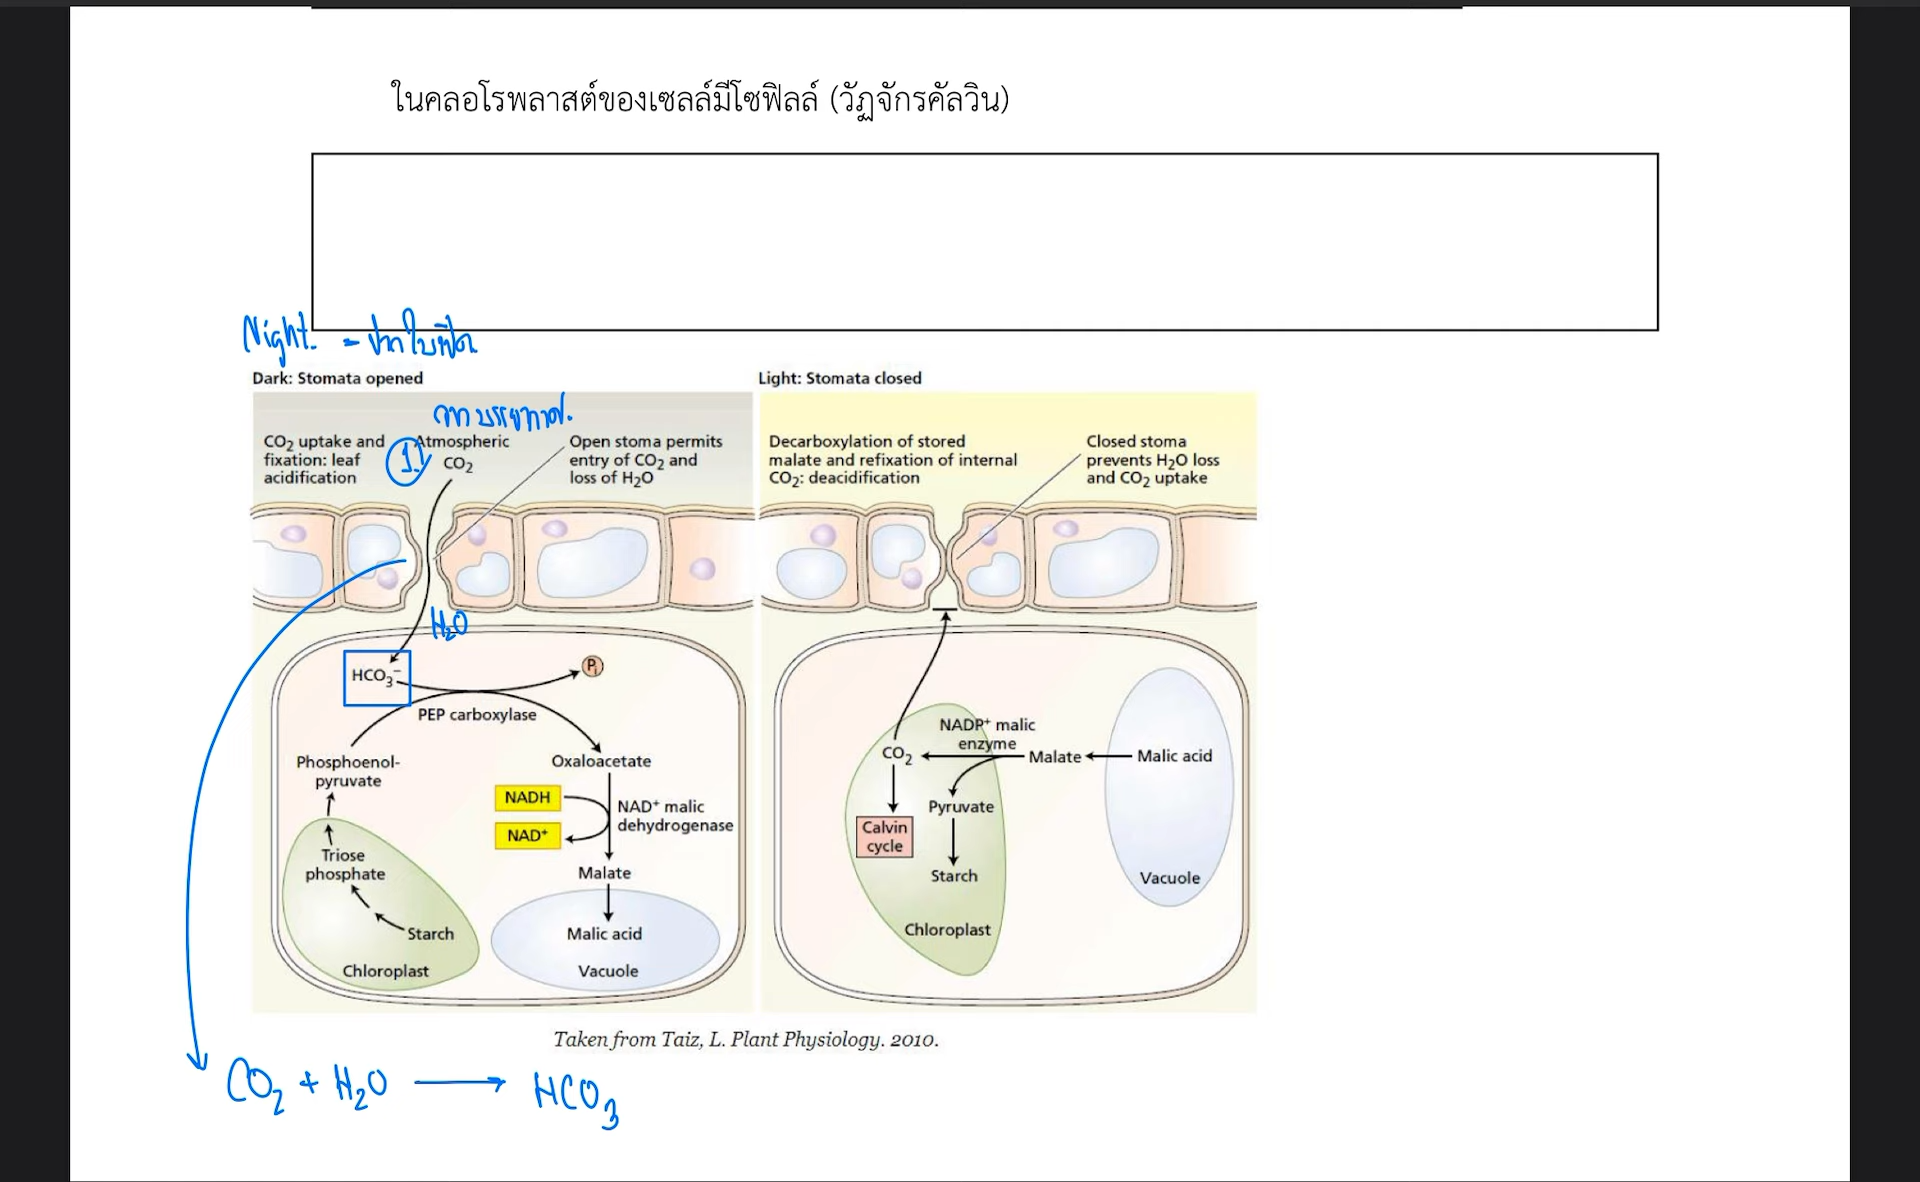 ในคลอโรพลาสต์ของเซลล์มีโซฟิลล์ (วัฏจักรคัลวิน)
Night. - ปากใบเปิด
Dark: Stomata opened
จากบรรยากาศ.
CO₂ uptake and
fixation: leaf
acidification
1.
Atmospheric
CO₂
Open stoma permits
entry of CO₂ and
loss of H₂O
H₂O
HCO₃⁻
Pᵢ
PEP carboxylase
Phosphoenol-
pyruvate
Oxaloacetate
NADH
NAD⁺
NAD⁺ malic
dehydrogenase
Triose
phosphate
Starch
Chloroplast
Malate
Malic acid
Vacuole
Light: Stomata closed
Decarboxylation of stored
malate and refixation of internal
CO₂: deacidification
Closed stoma
prevents H₂O loss
and CO₂ uptake
NADP⁺ malic
enzyme
CO₂
Malate
Malic acid
Pyruvate
Calvin
cycle
Starch
Chloroplast
Vacuole
Taken from Taiz, L. Plant Physiology. 2010.
CO₂ + H₂O → HCO₃